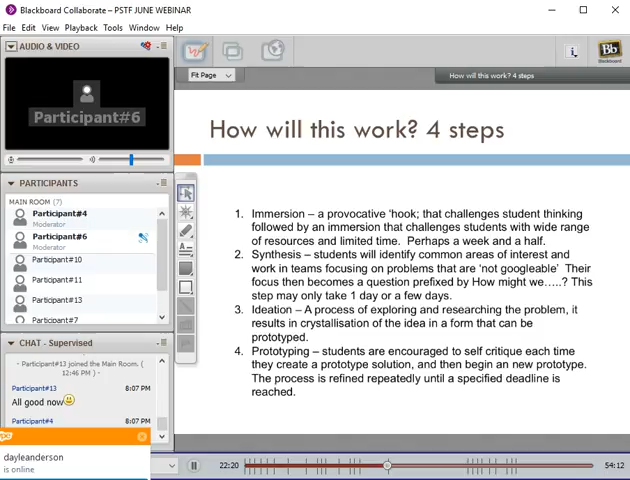 Blackboard Collaborate - PSTF JUNE WEBINAR
File Edit View Playback Tools Window Help
AUDIO & VIDEO
Participant#6
PARTICIPANTS
MAIN ROOM (7)
Participant#4
Moderator
Participant#6
Moderator
Participant#10
Participant#11
Participant#13
Participant#7
CHAT - Supervised
- Participant#13 joined the Main Room. (
12:46 PM ) -
Participant#13 8:07 PM
All good now
Participant#4 8:07 PM
dayleanderson
is online
Fit Page
How will this work? 4 steps
Bb
Blackboard
How will this work? 4 steps
1. Immersion – a provocative ‘hook; that challenges student thinking
followed by an immersion that challenges students with wide range
of resources and limited time. Perhaps a week and a half.
2. Synthesis – students will identify common areas of interest and
work in teams focusing on problems that are ‘not googleable’ Their
focus then becomes a question prefixed by How might we…..? This
step may only take 1 day or a few days.
3. Ideation – A process of exploring and researching the problem, it
results in crystallisation of the idea in a form that can be
prototyped.
4. Prototyping – students are encouraged to self critique each time
they create a prototype solution, and then begin an new prototype.
The process is refined repeatedly until a specified deadline is
reached.
22:20
54:12